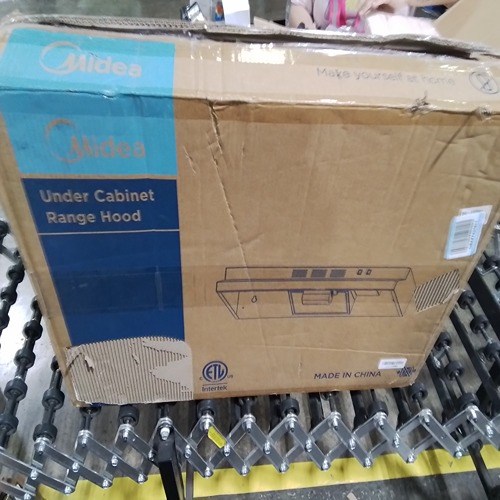 Midea
Make yourself at home
Midea
Under Cabinet
Range Hood
ETL
Intertek
MADE IN CHINA